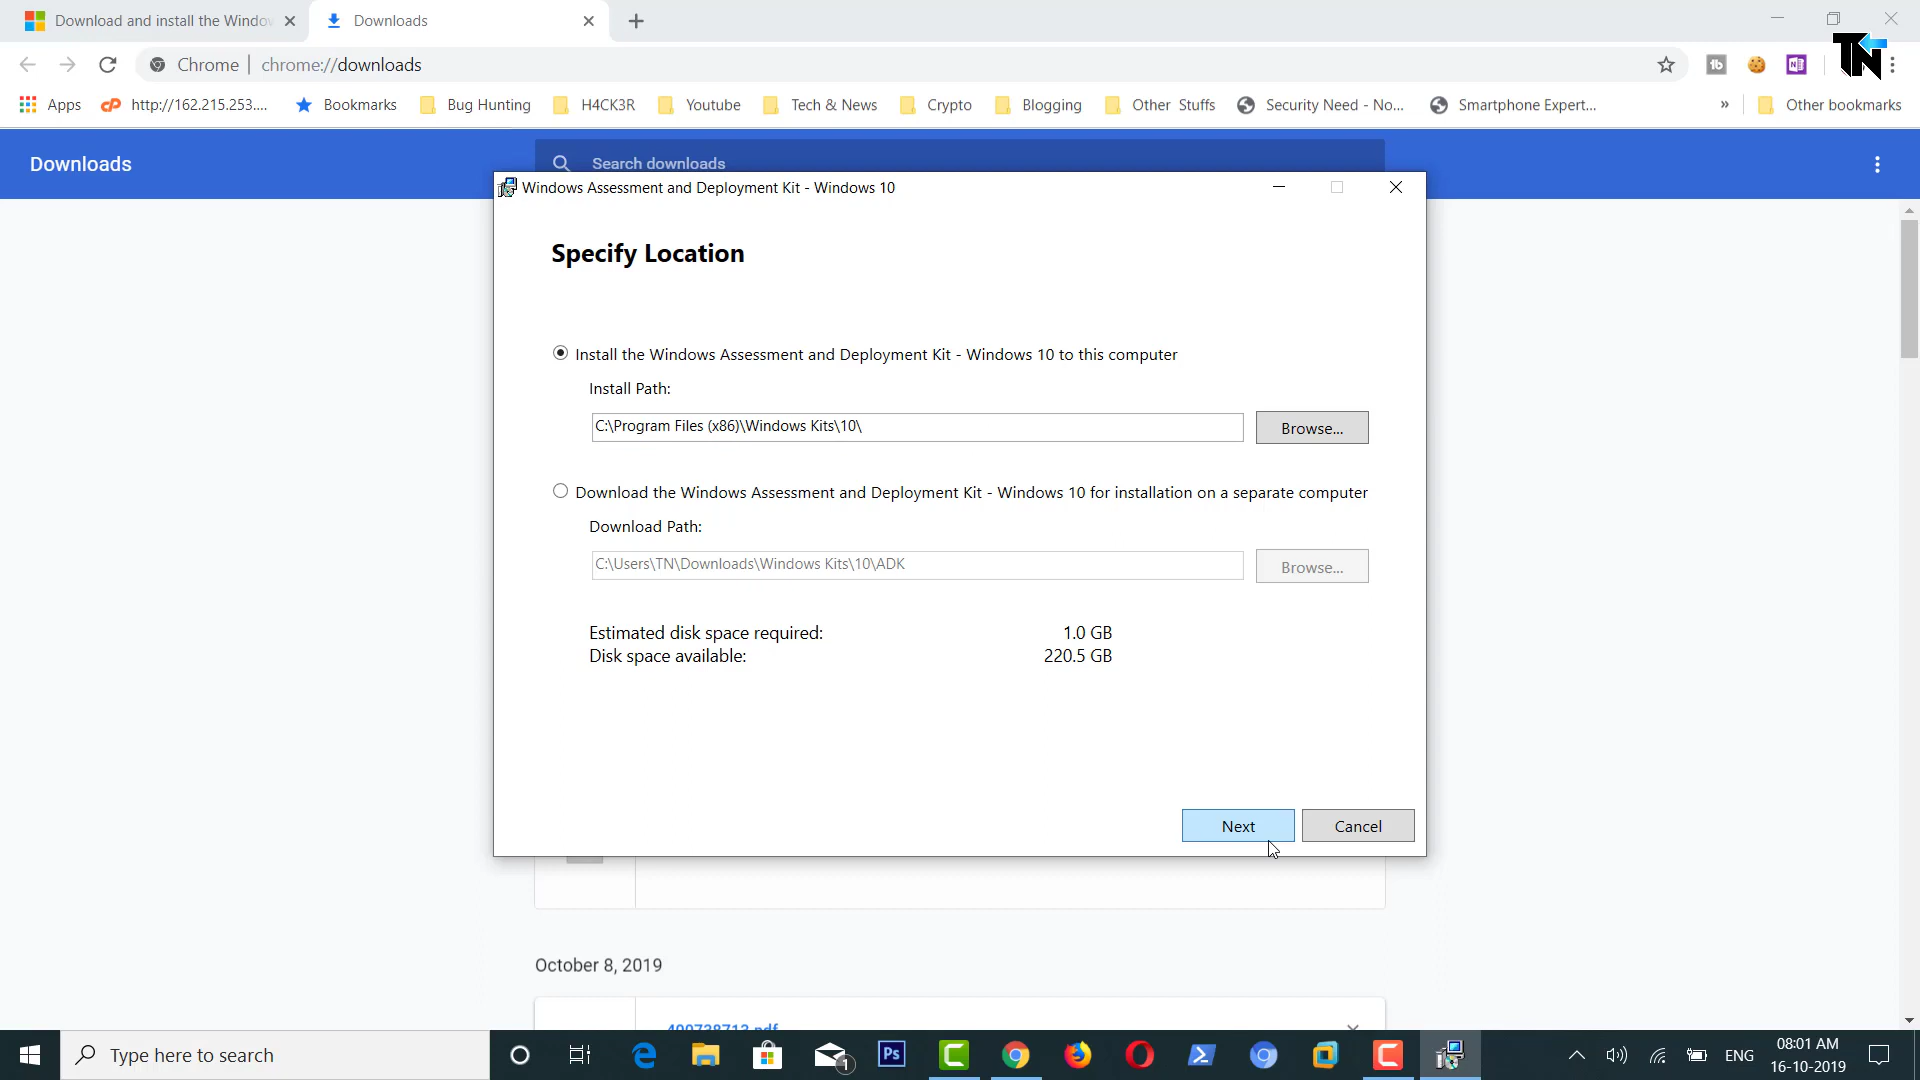 Download and install the Windo
Downloads
Chrome
chrome://downloads
Apps
http://162.215.253....
Bookmarks
Bug Hunting
H4CK3R
Youtube
Tech & News
Crypto
Blogging
Other Stuffs
Security Need - No...
Smartphone Expert...
»
Other bookmarks
TN
Downloads
Search downloads
Windows Assessment and Deployment Kit - Windows 10
Specify Location
Install the Windows Assessment and Deployment Kit - Windows 10 to this computer
Install Path:
C:\Program Files (x86)\Windows Kits\10\
Browse...
Download the Windows Assessment and Deployment Kit - Windows 10 for installation on a separate computer
Download Path:
C:\Users\TN\Downloads\Windows Kits\10\ADK
Browse...
Estimated disk space required: 1.0 GB
Disk space available: 220.5 GB
Next
Cancel
October 8, 2019
400738713.pdf
Type here to search
1
Ps
ENG
08:01 AM
16-10-2019